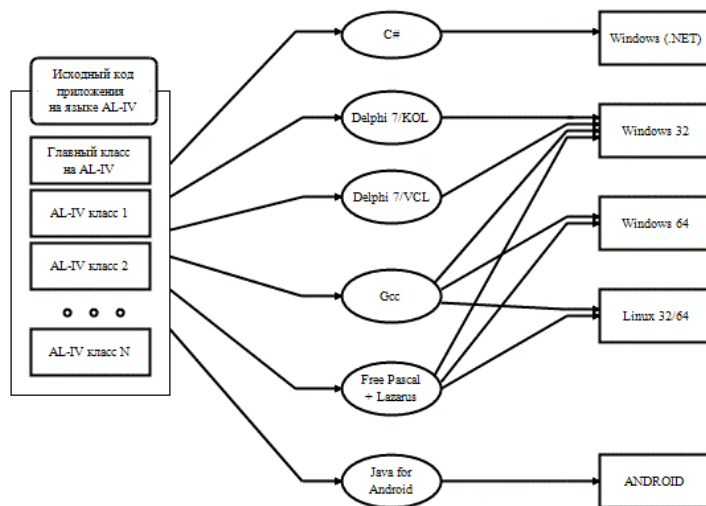 Исходный код
приложения
на языке AL-IV
Главный класс
на AL-IV
AL-IV класс 1
AL-IV класс 2
AL-IV класс N
C#
Delphi 7/KOL
Delphi 7/VCL
Gcc
Free Pascal
+ Lazarus
Java for
Android
Windows (.NET)
Windows 32
Windows 64
Linux 32/64
ANDROID